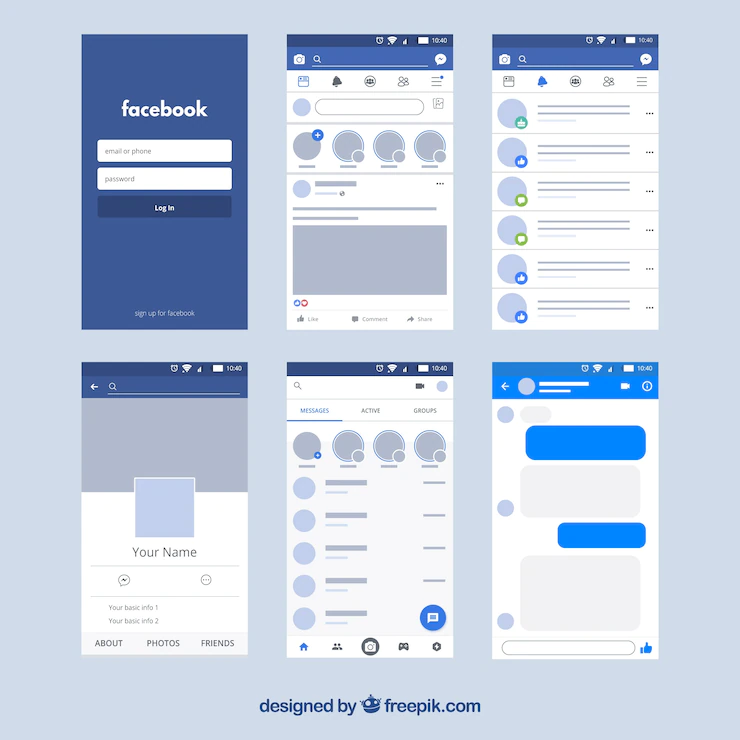 facebook
email or phone
password
Log In
sign up for facebook
10:40
Like Comment Share
10:40
10:40
Your Name
Your basic info 1
Your basic info 2
ABOUT PHOTOS FRIENDS
10:40
MESSAGES ACTIVE GROUPS
10:40
designed by freepik.com